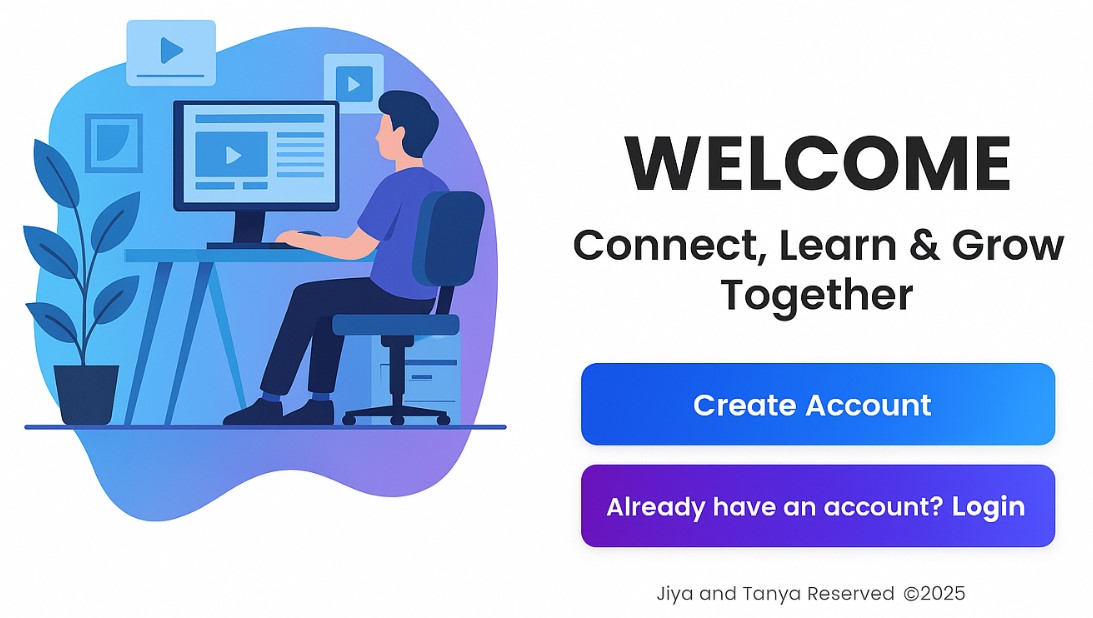 WELCOME
Connect, Learn & Grow
Together
Create Account
Already have an account? Login
Jiya and Tanya Reserved ©2025